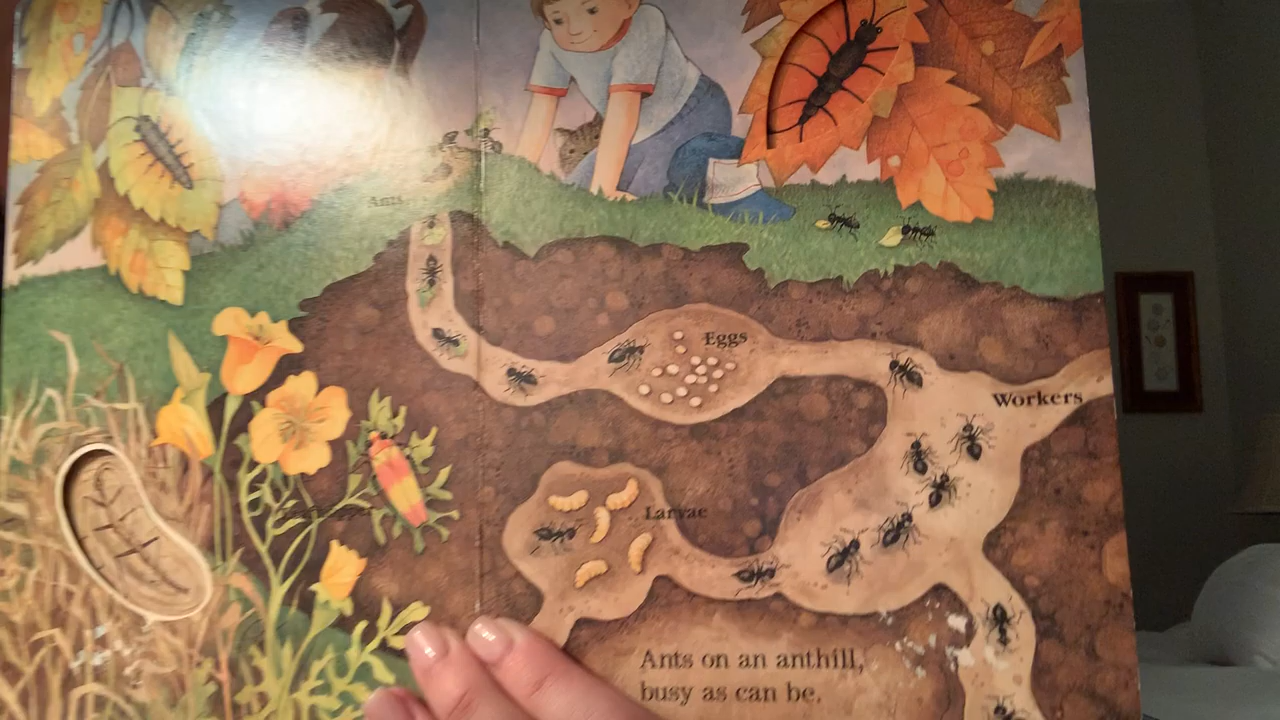 Ants
Eggs
Workers
Larvae
Ants on an anthill,
busy as can be.